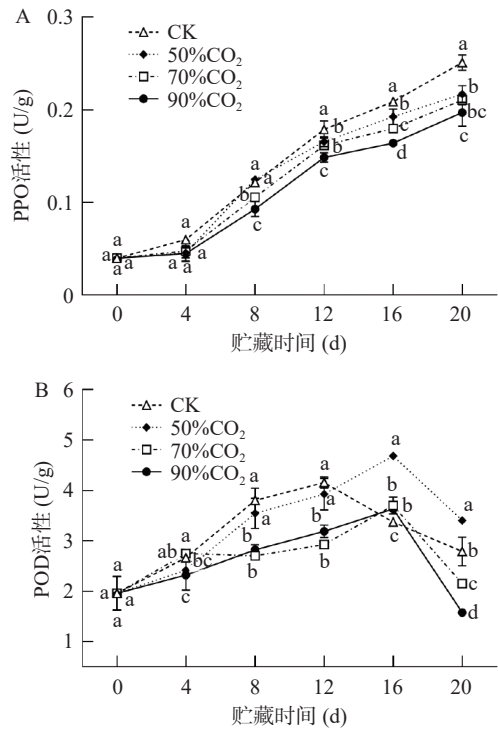 A
0.3
CK
50%CO₂
70%CO₂
90%CO₂
0.2
0.1
0
PPO活性 (U/g)
a a a a
a a a a
a a b c
a b b c
a b c d
a b bc c
0 4 8 12 16 20
贮藏时间 (d)
B
6
CK
50%CO₂
70%CO₂
90%CO₂
5
4
3
2
1
POD活性 (U/g)
a a a a
a ab bc c
a a b b
a a b b
a b b c
a b c d
0 4 8 12 16 20
贮藏时间 (d)